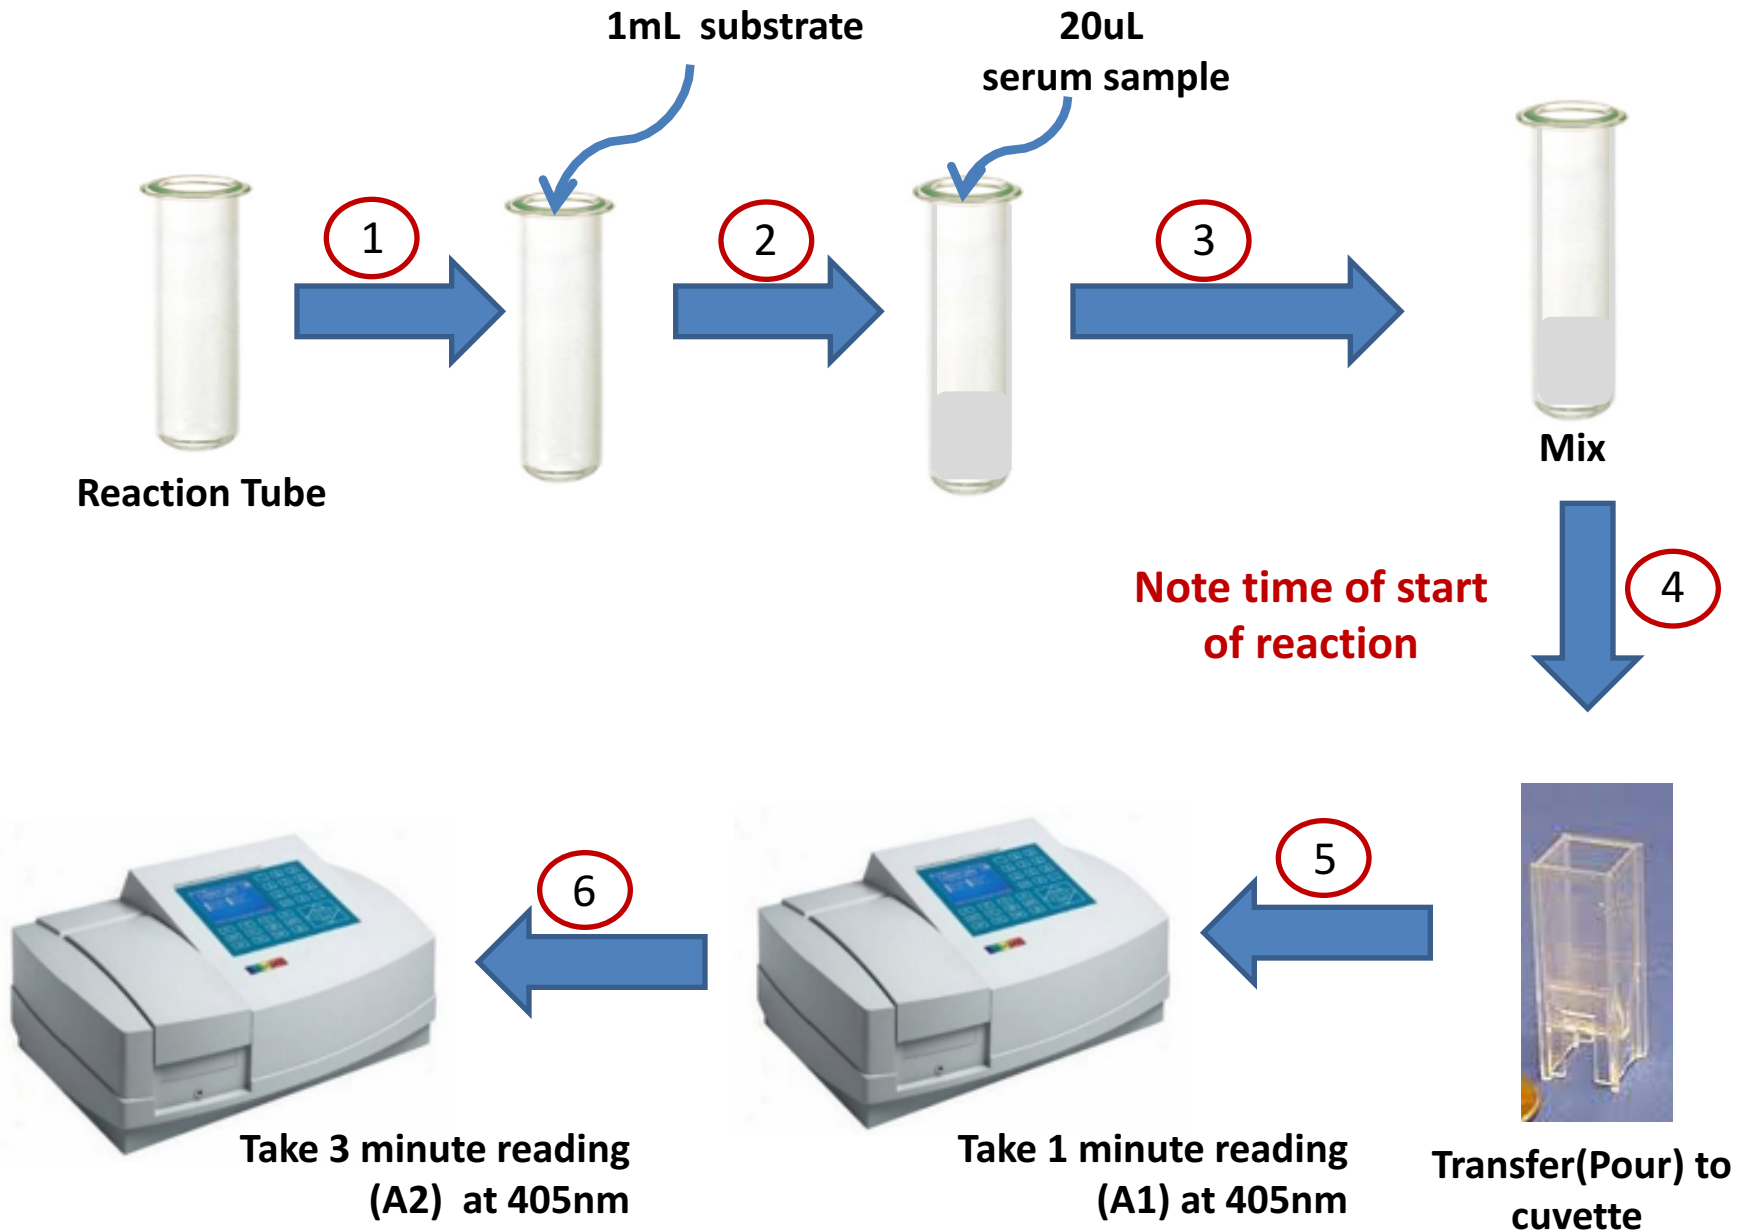 1mL  substrate
20uL
serum sample
1
2
3
Reaction Tube
Mix
Note time of start
of reaction
4
5
6
Take 3 minute reading
(A2)  at 405nm
Take 1 minute reading
(A1) at 405nm
Transfer(Pour) to
cuvette